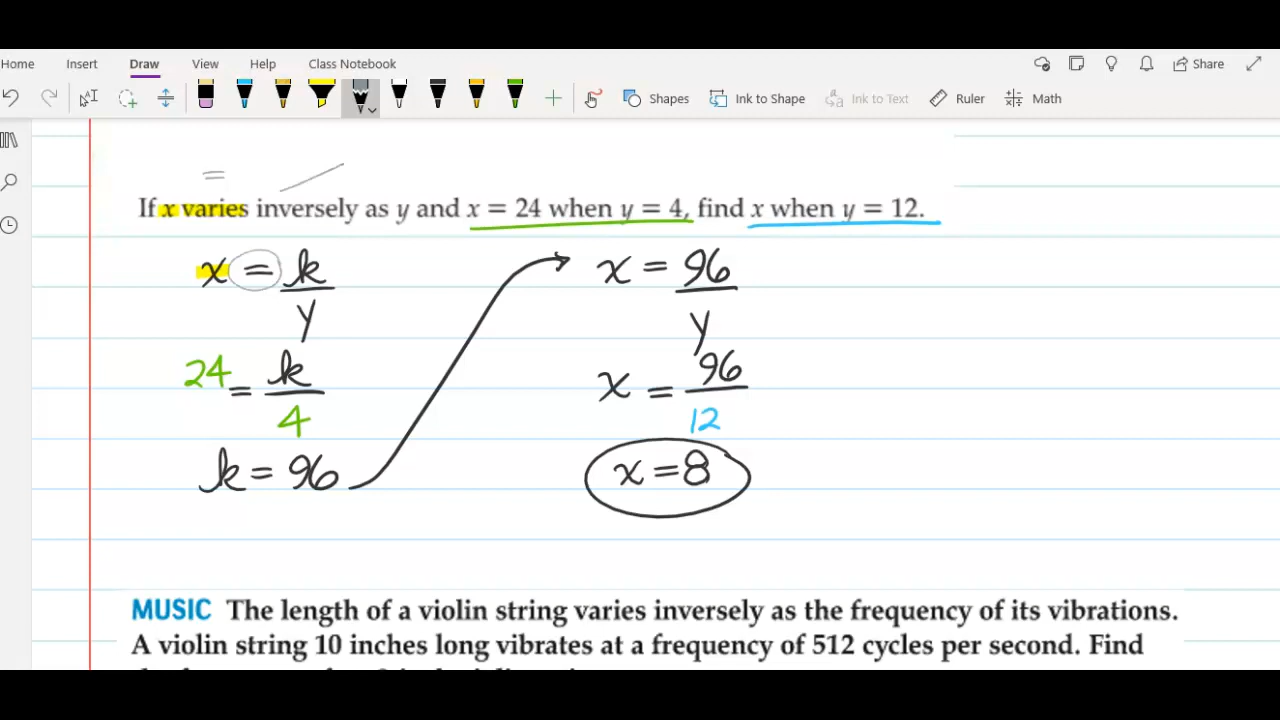 Home Insert Draw View Help Class Notebook Share
Shapes Ink to Shape Ink to Text Ruler Math
=
If x varies inversely as y and x = 24 when y = 4, find x when y = 12.
x = k/y
x = 96/y
24 = k/4
x = 96/12
k = 96
x = 8
MUSIC The length of a violin string varies inversely as the frequency of its vibrations.
A violin string 10 inches long vibrates at a frequency of 512 cycles per second. Find